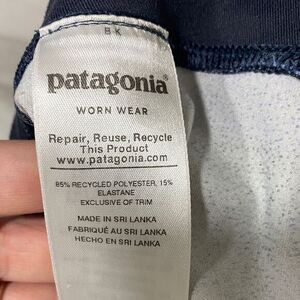 BK
patagonia®
WORN WEAR
Repair, Reuse, Recycle
This Product
www.patagonia.com
85% RECYCLED POLYESTER, 15%
ELASTANE
EXCLUSIVE OF TRIM
MADE IN SRI LANKA
FABRIQUÉ AU SRI LANKA
HECHO EN SRI LANKA